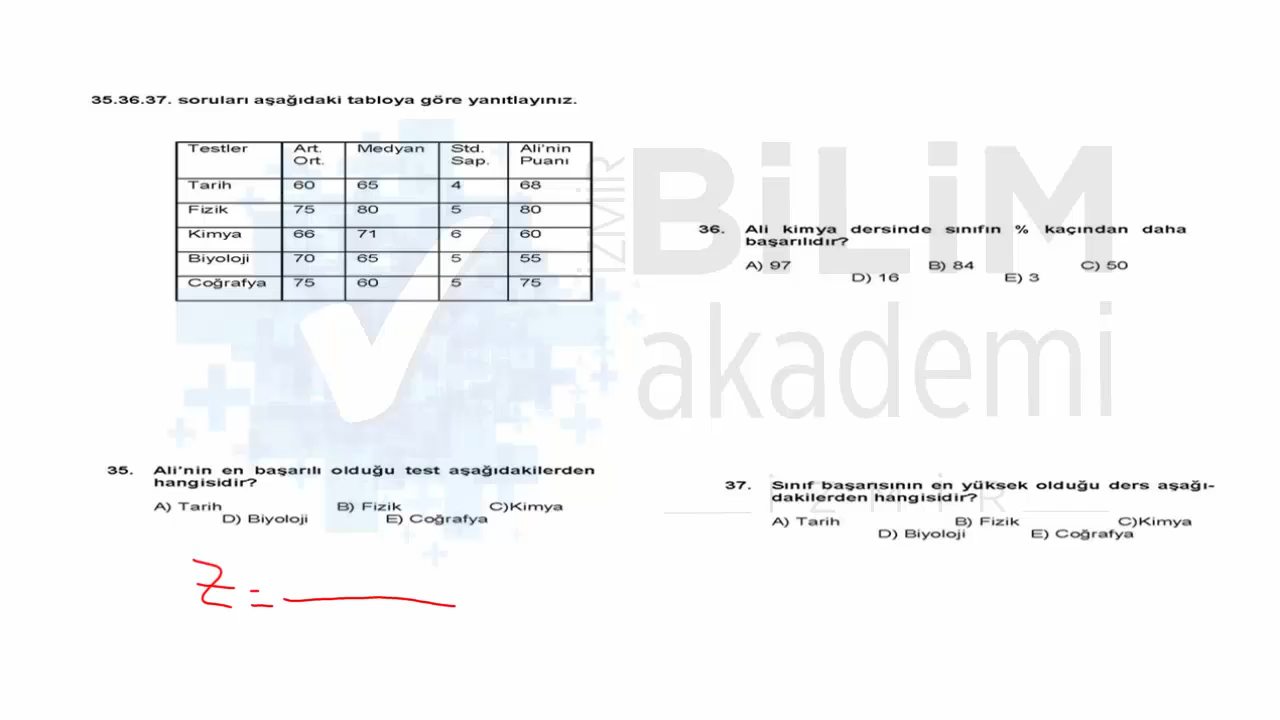 35.36.37. soruları aşağıdaki tabloya göre yanıtlayınız.
Testler Art. Ort. Medyan Std. Sap. Ali'nin Puanı
Tarih 60 65 4 68
Fizik 75 80 5 80
Kimya 66 71 6 60
Biyoloji 70 65 5 55
Coğrafya 75 60 5 75
35. Ali'nin en başarılı olduğu test aşağıdakilerden
hangisidir?
A) Tarih B) Fizik C)Kimya
D) Biyoloji E) Coğrafya
Z=
36. Ali kimya dersinde sınıfın % kaçından daha
başarılıdır?
A) 97 B) 84 C) 50
D) 16 E) 3
37. Sınıf başarısının en yüksek olduğu ders aşağı-
dakilerden hangisidir?
A) Tarih B) Fizik C)Kimya
D) Biyoloji E) Coğrafya
İZMİR
BiLiM
akademi
İZMİR